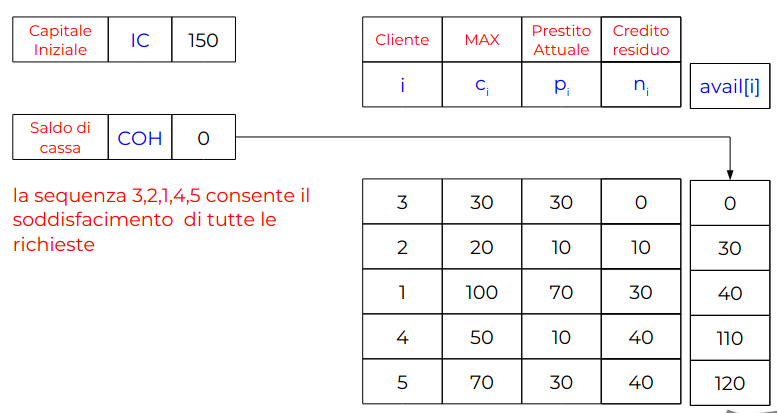 Capitale Iniziale IC 150
Cliente MAX Prestito Attuale Credito residuo
i c_i p_i n_i avail[i]
Saldo di cassa COH 0
la sequenza 3,2,1,4,5 consente il
soddisfacimento di tutte le
richieste
3 30 30 0 0
2 20 10 10 30
1 100 70 30 40
4 50 10 40 110
5 70 30 40 120